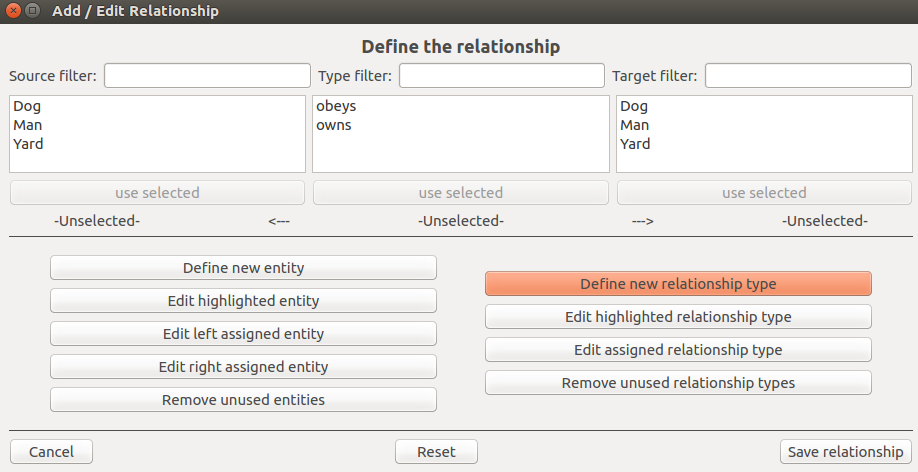 Add / Edit Relationship
Define the relationship
Source filter: Type filter: Target filter:
Dog obeys Dog
Man owns Man
Yard Yard
use selected use selected use selected
-Unselected- <--- -Unselected- ---> -Unselected-
Define new entity
Edit highlighted entity
Edit left assigned entity
Edit right assigned entity
Remove unused entities
Define new relationship type
Edit highlighted relationship type
Edit assigned relationship type
Remove unused relationship types
Cancel Reset Save relationship